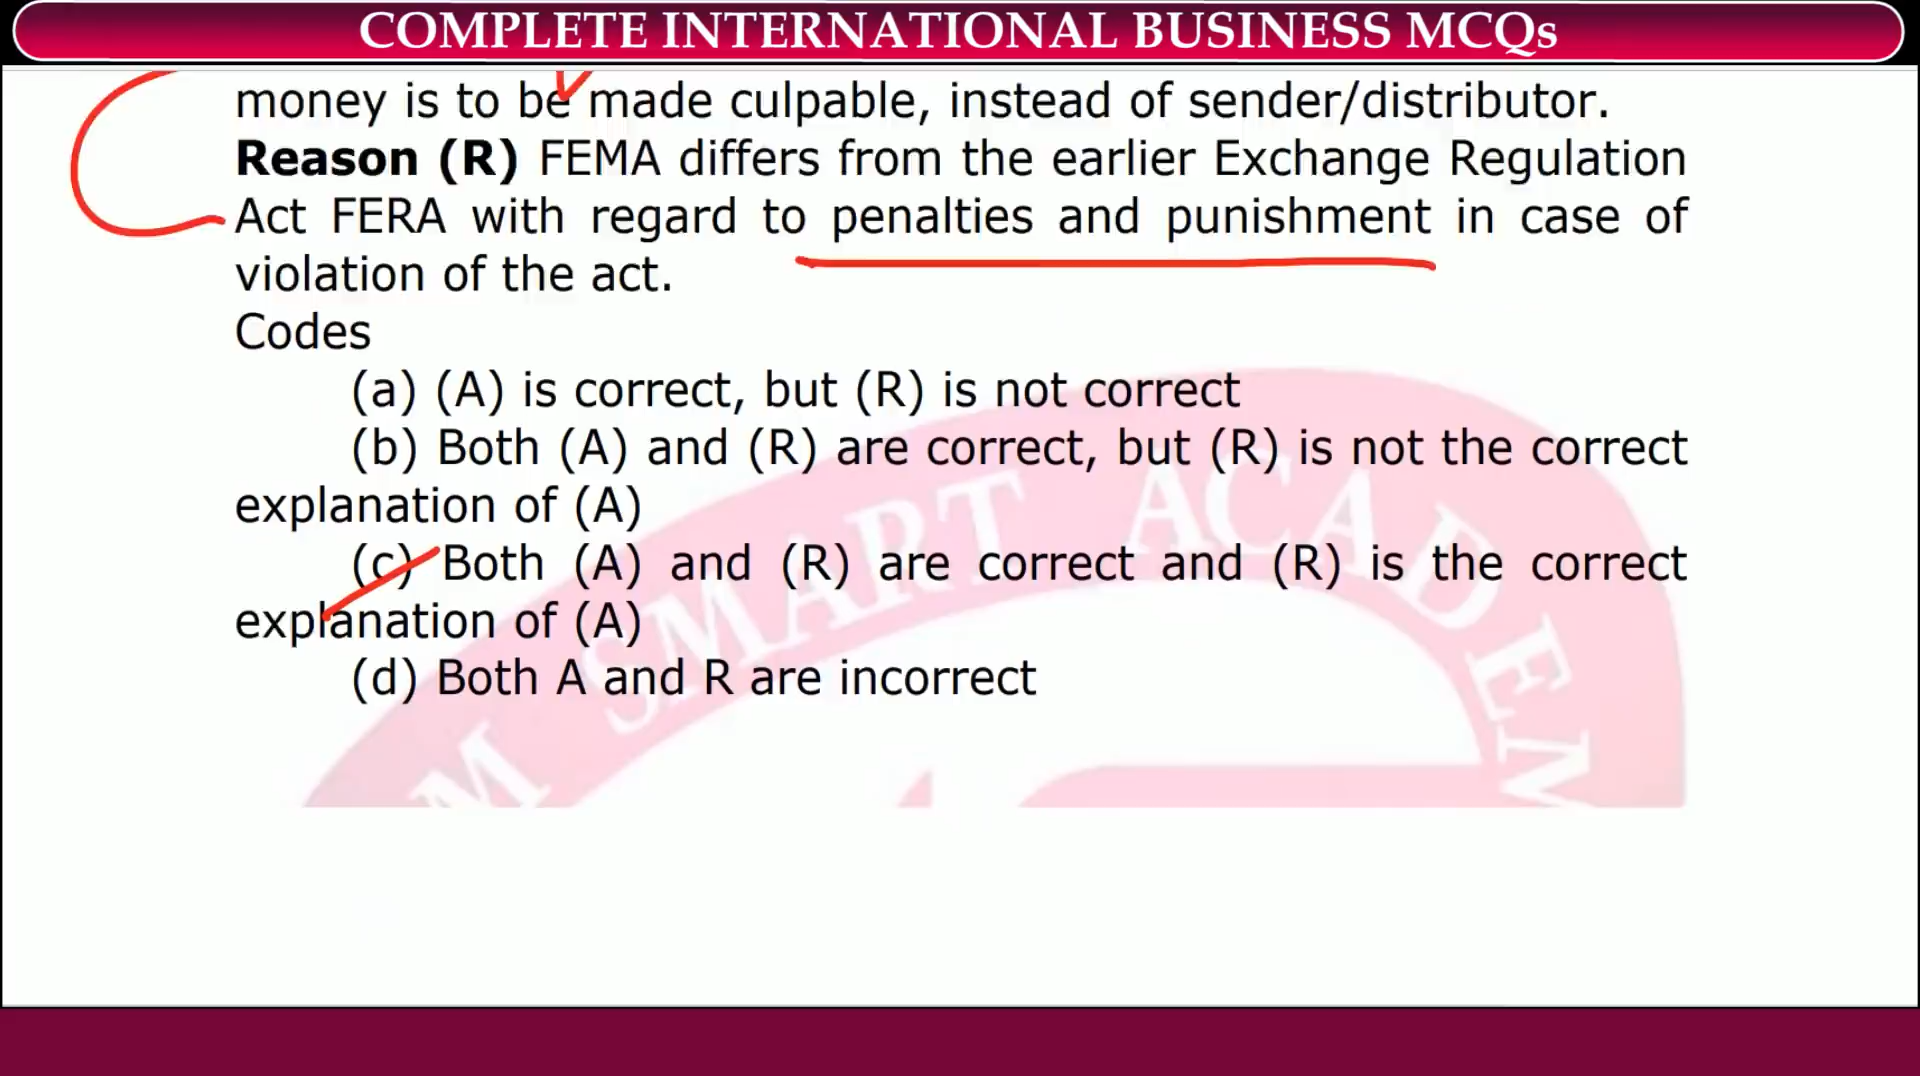 COMPLETE INTERNATIONAL BUSINESS MCQs
money is to be made culpable, instead of sender/distributor.
Reason (R) FEMA differs from the earlier Exchange Regulation
Act FERA with regard to penalties and punishment in case of
violation of the act.
Codes
(a) (A) is correct, but (R) is not correct
(b) Both (A) and (R) are correct, but (R) is not the correct
explanation of (A)
(c) Both (A) and (R) are correct and (R) is the correct
explanation of (A)
(d) Both A and R are incorrect
SMART